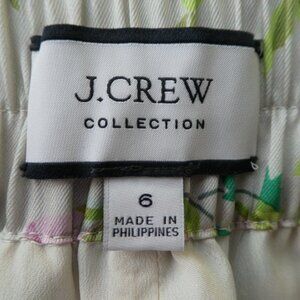 J.CREW
COLLECTION
6
MADE IN
PHILIPPINES